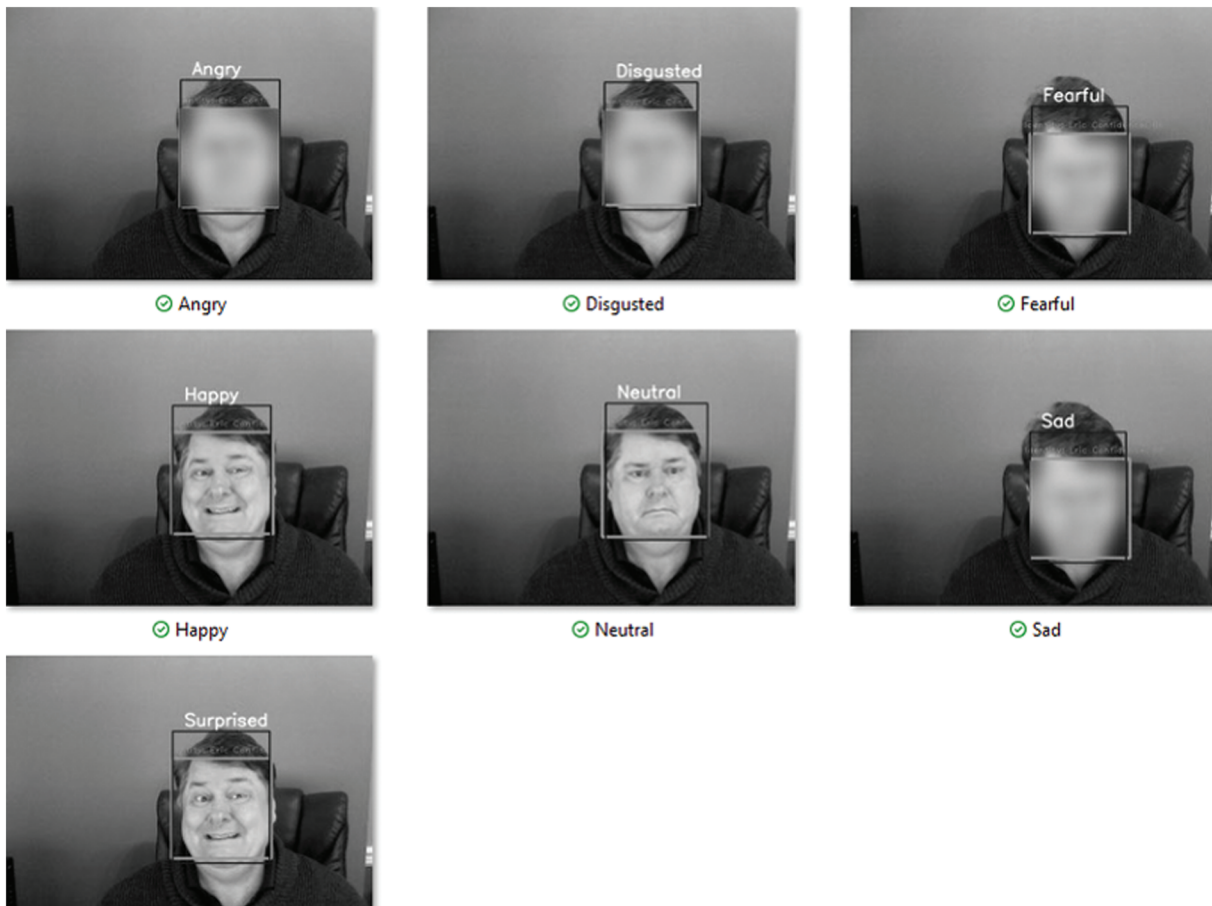 Angry
Disgusted
Fearful
Angry
Disgusted
Fearful
Happy
Neutral
Sad
Happy
Neutral
Sad
Surprised